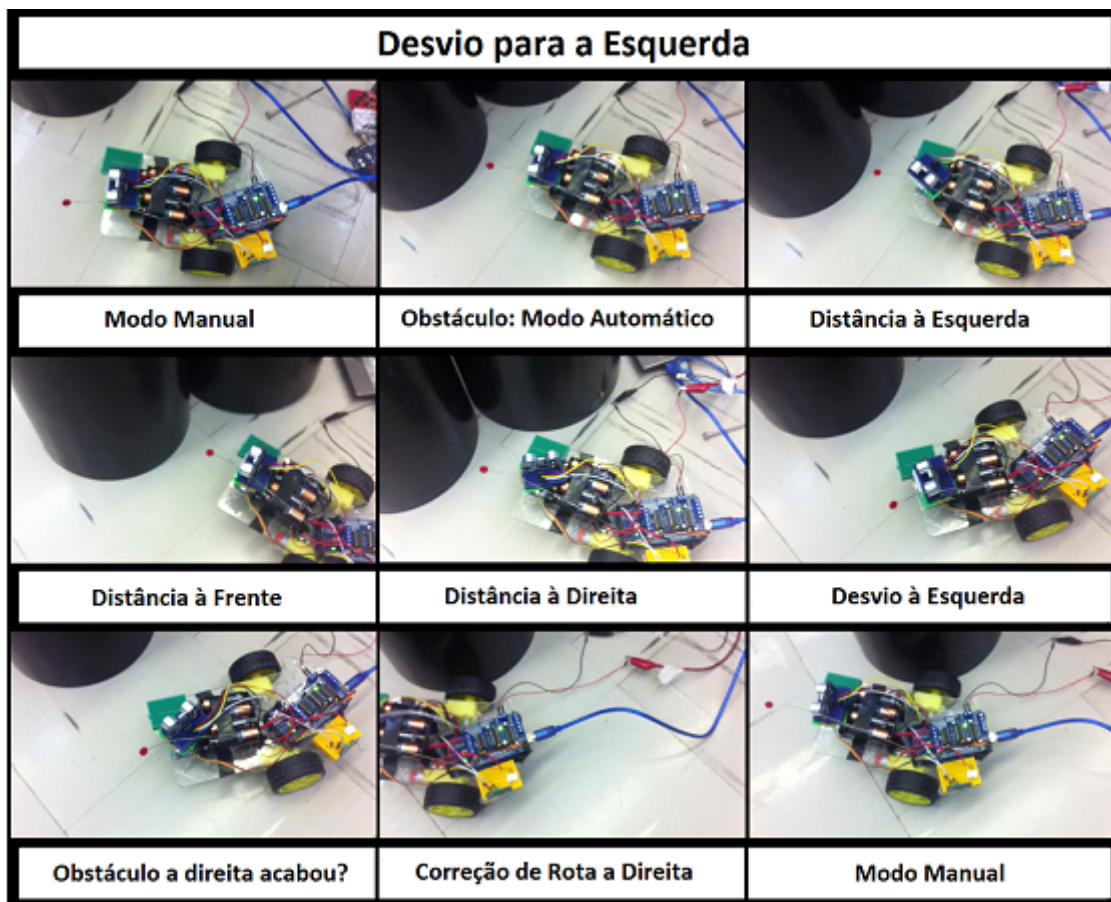 Desvio para a Esquerda
Modo Manual
Obstáculo: Modo Automático
Distância à Esquerda
Distância à Frente
Distância à Direita
Desvio à Esquerda
Obstáculo a direita acabou?
Correção de Rota a Direita
Modo Manual